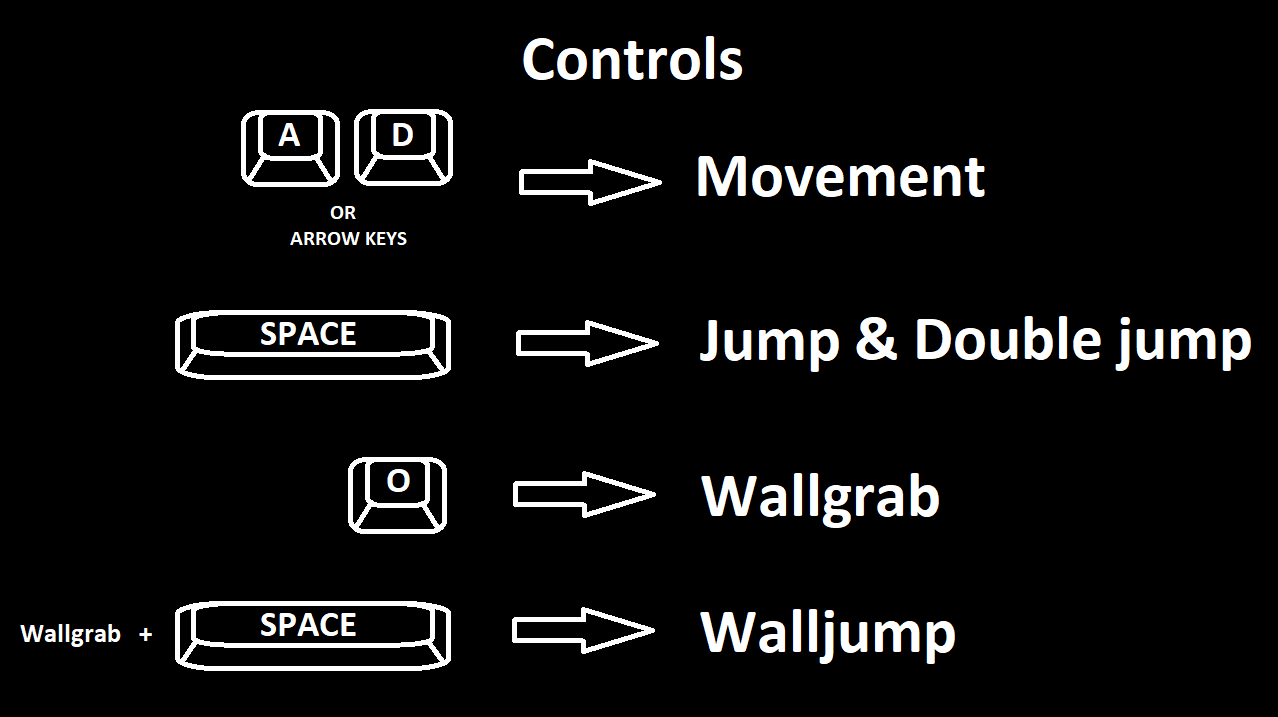 Controls
A D
OR
ARROW KEYS
Movement
SPACE
Jump & Double jump
O
Wallgrab
Wallgrab + SPACE
Walljump